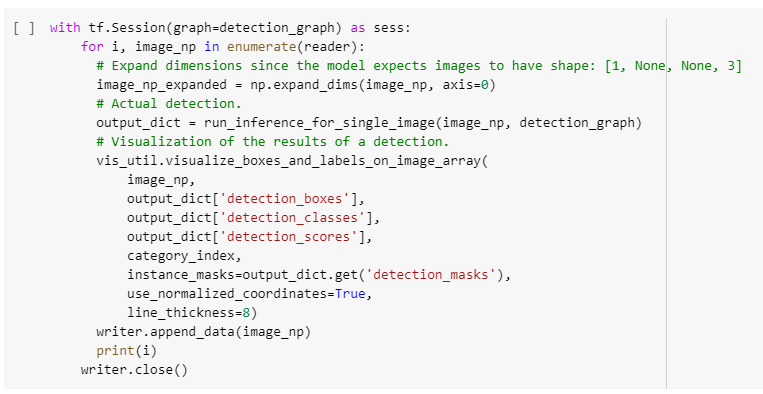 [ ] with tf.Session(graph=detection_graph) as sess:
for i, image_np in enumerate(reader):
# Expand dimensions since the model expects images to have shape: [1, None, None, 3]
image_np_expanded = np.expand_dims(image_np, axis=0)
# Actual detection.
output_dict = run_inference_for_single_image(image_np, detection_graph)
# Visualization of the results of a detection.
vis_util.visualize_boxes_and_labels_on_image_array(
image_np,
output_dict['detection_boxes'],
output_dict['detection_classes'],
output_dict['detection_scores'],
category_index,
instance_masks=output_dict.get('detection_masks'),
use_normalized_coordinates=True,
line_thickness=8)
writer.append_data(image_np)
print(i)
writer.close()